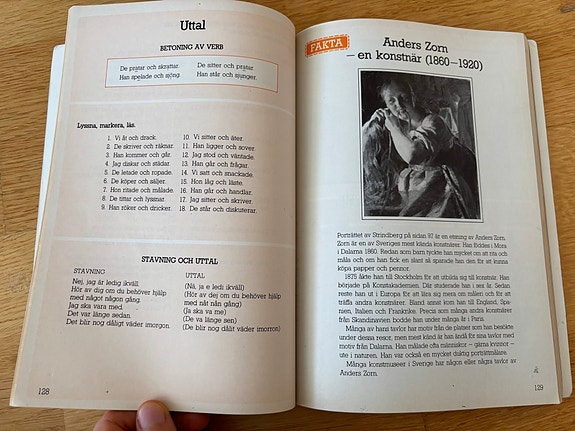 Uttal
BETONING AV VERB
De pratar och skrattar. De sitter och pratar.
Han spelade och sjöng. Han står och sjunger.
Lyssna, markera, läs.
1. Vi åt och drack.
2. De skriver och räknar.
3. Han kommer och går.
4. Jag diskar och städar.
5. De letade och ropade.
6. De köper och säljer.
7. Hon ritade och målade.
8. De tittar och lyssnar.
9. Han röker och dricker.
10. Vi sitter och äter.
11. Han ligger och sover.
12. Jag stod och väntade.
13. Han går och frågar.
14. Vi satt och snackade.
15. Hon låg och läste.
16. Han går och handlar.
17. Jag sitter och skriver.
18. De står och diskuterar.
STAVNING OCH UTTAL
STAVNING
Nej, jag är ledig ikväll.
Hör av dig om du behöver hjälp
med något någon gång.
Jag ska vara med.
Det var länge sedan.
Det blir nog dåligt väder imorgon.
UTTAL
(Nä, ja e ledi ikväll)
(Hör av dej om du behöver hjälp
med nåt nån gång)
(Ja ska va me)
(De va länge sen)
(De blir nog dålit väder imorron)
128
FAKTA
Anders Zorn
– en konstnär (1860–1920)
Porträttet av Strindberg på sidan 97 är en etsning av Anders Zorn.
Zorn är en av Sveriges mest kända konstnärer. Han föddes i Mora
i Dalarna 1860. Redan som barn tyckte han mycket om att rita och
måla och om han fick en slant så sparade han den för att kunna
köpa papper och pennor.
1875 åkte han till Stockholm för att utbilda sig till konstnär. Han
började på Konstakademien. Där studerade han i sex år. Sedan
reste han ut i Europa för att lära sig mera om måleri och för att
träffa andra konstnärer. Bland annat kom han till England, Spa-
nien, Italien och Frankrike. Precis som många andra konstnärer
från Skandinavien bodde han under många år i Paris.
Många av hans tavlor har motiv från de platser som han besökte
under dessa resor, men mest känd är han ändå för sina tavlor med
motiv från Dalarna. Han målade ofta människor – gärna kvinnor –
ute i naturen. Han var också en mycket duktig porträttmålare.
Många konstmuseer i Sverige har någon eller några tavlor av
Anders Zorn.
129